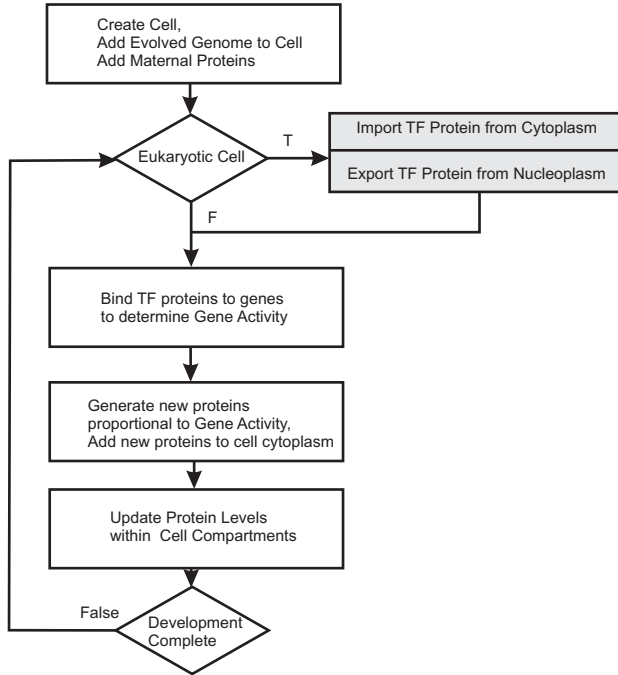 Create Cell,
Add Evolved Genome to Cell
Add Maternal Proteins
Eukaryotic Cell
T
Import TF Protein from Cytoplasm
Export TF Protein from Nucleoplasm
F
Bind TF proteins to genes
to determine Gene Activity
Generate new proteins
proportional to Gene Activity,
Add new proteins to cell cytoplasm
Update Protein Levels
within Cell Compartments
False
Development
Complete